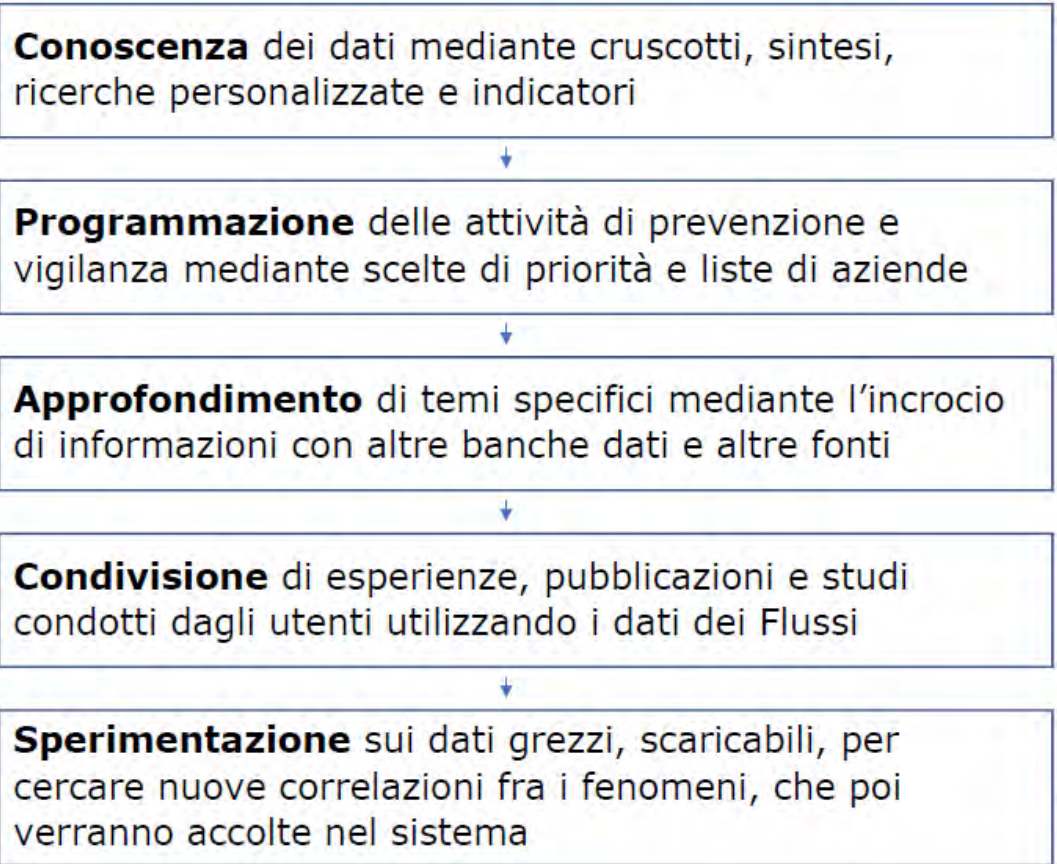 Conoscenza dei dati mediante cruscotti, sintesi,
ricerche personalizzate e indicatori
Programmazione delle attività di prevenzione e
vigilanza mediante scelte di priorità e liste di aziende
Approfondimento di temi specifici mediante l’incrocio
di informazioni con altre banche dati e altre fonti
Condivisione di esperienze, pubblicazioni e studi
condotti dagli utenti utilizzando i dati dei Flussi
Sperimentazione sui dati grezzi, scaricabili, per
cercare nuove correlazioni fra i fenomeni, che poi
verranno accolte nel sistema